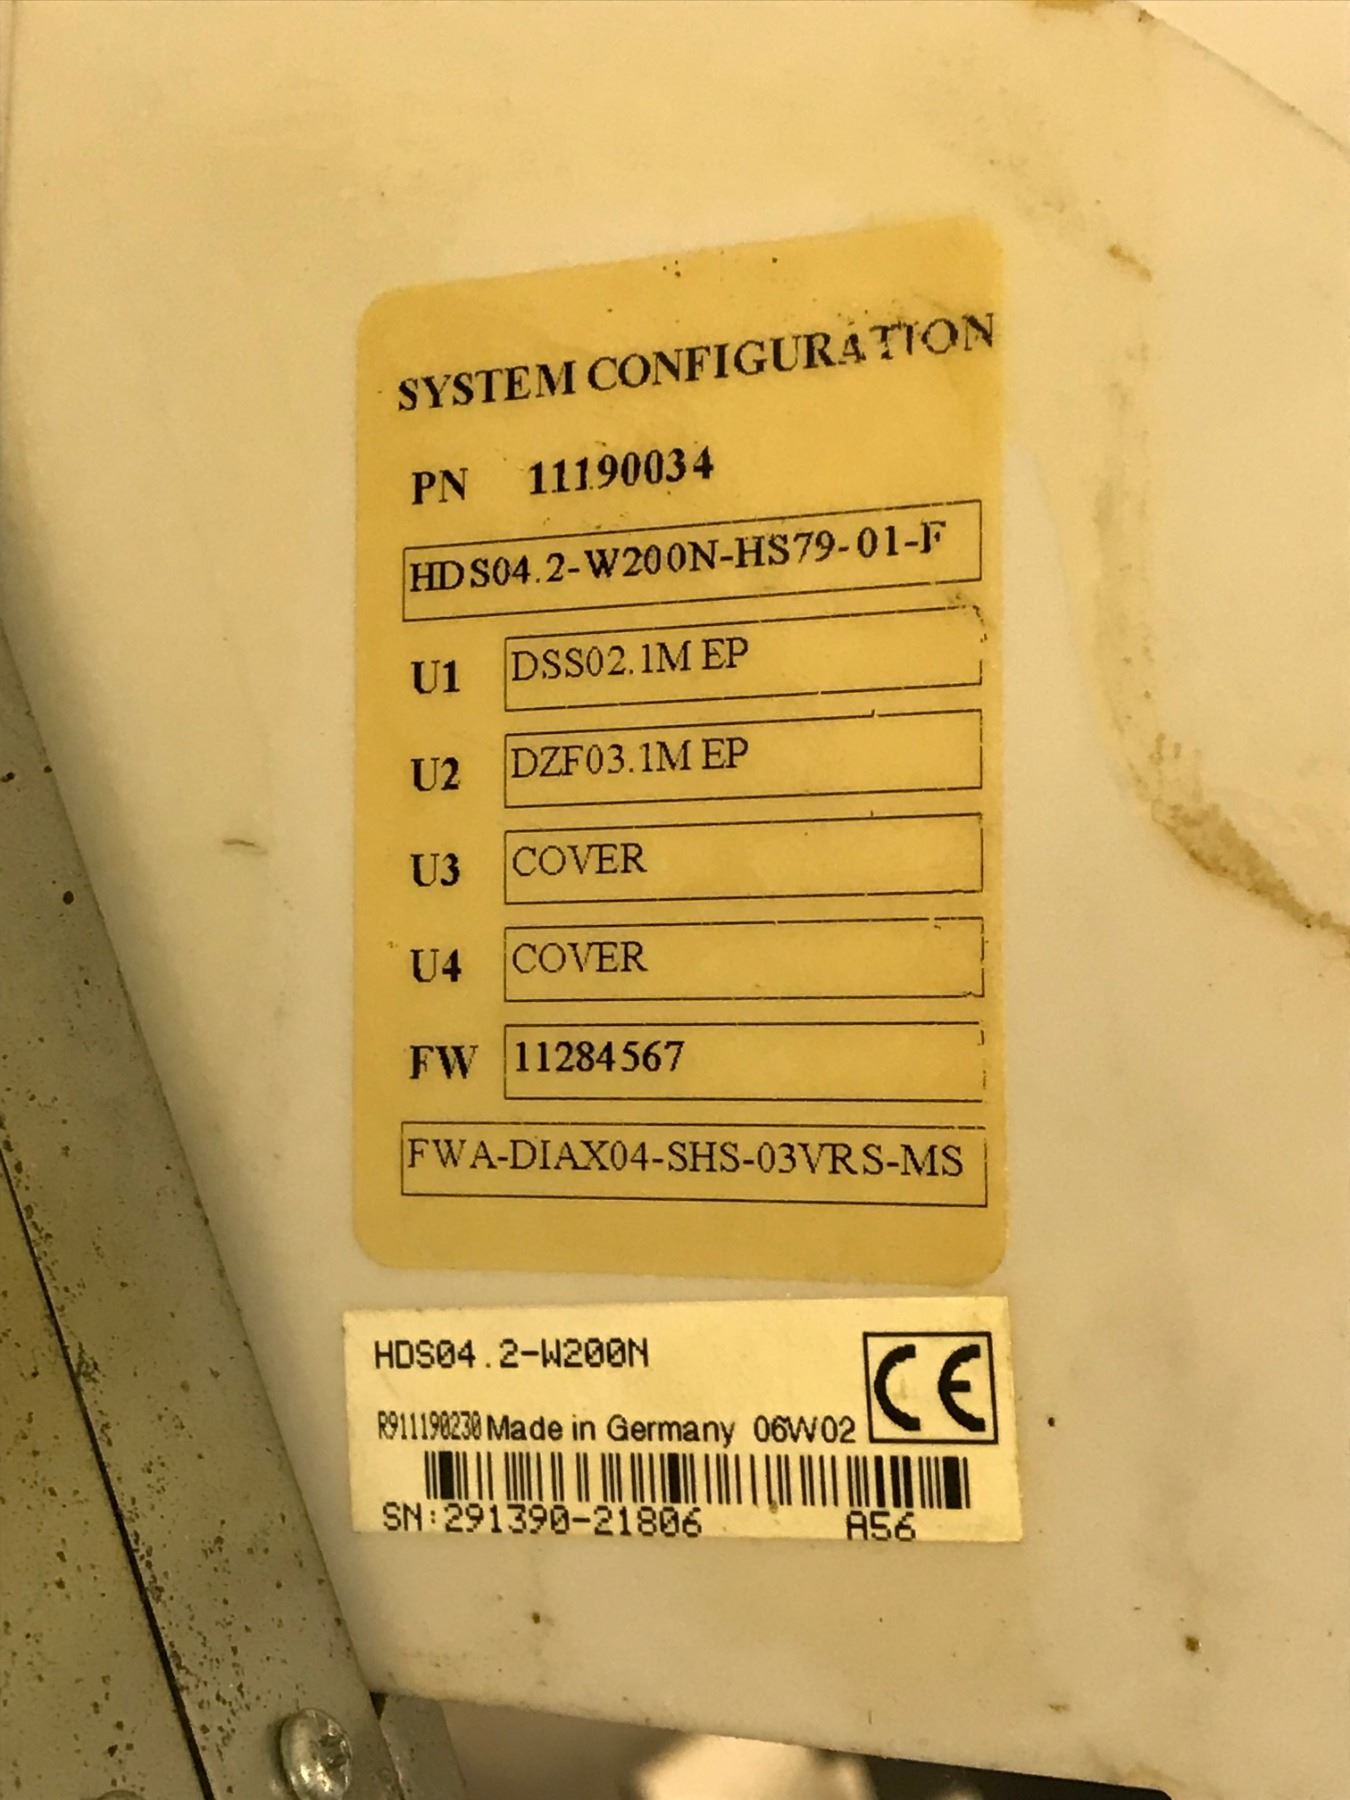 SYSTEM CONFIGURATION
PN 11190034
HDS04.2-W200N-HS79-01-F
U1 DSS02.1M EP
U2 DZF03.1M EP
U3 COVER
U4 COVER
FW 11284567
FWA-DIAX04-SHS-03VRS-MS
HDS04.2-W200N
CE
R911190230 Made in Germany 06W02
SN:291390-21806 A56